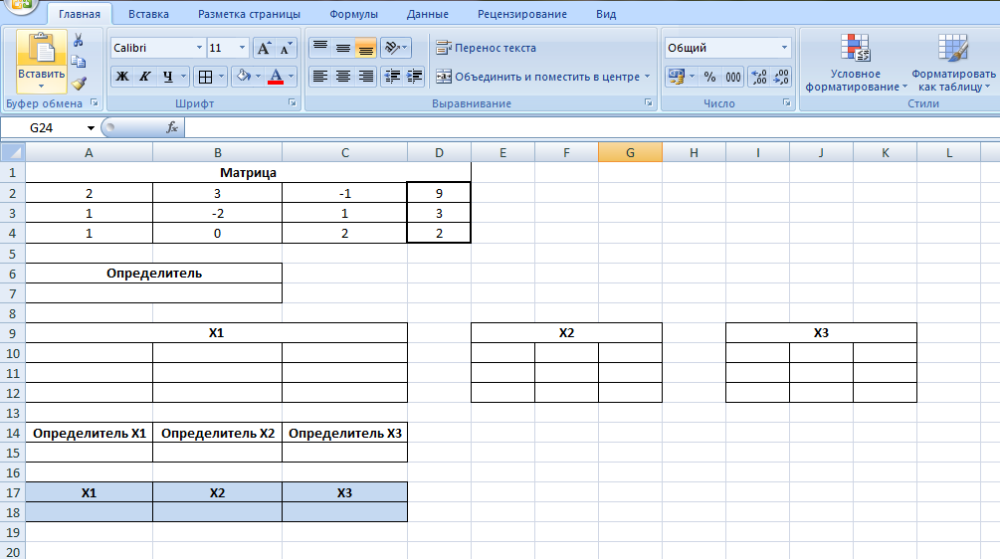 Главная Вставка Разметка страницы Формулы Данные Рецензирование Вид
Вставить
Буфер обмена
Calibri 11
Ж К Ч А
Шрифт
Перенос текста
Объединить и поместить в центре
Выравнивание
Общий
% 000
Число
Условное форматирование
Форматировать как таблицу
Стили
G24 fx
A B C D E F G H I J K L
1 Матрица
2 2 3 -1 9
3 1 -2 1 3
4 1 0 2 2
5
6 Определитель
7
8
9 X1 X2 X3
10
11
12
13
14 Определитель X1 Определитель X2 Определитель X3
15
16
17 X1 X2 X3
18
19
20